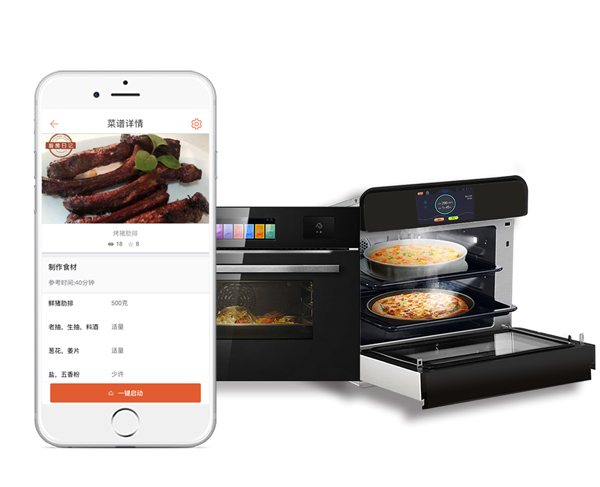 菜谱详情
厨房日记
烤猪肋排
18 8
制作食材
参考时间:40分钟
鲜猪肋排 500克
老抽、生抽、料酒 适量
葱花、姜片 适量
盐、五香粉 少许
一键启动